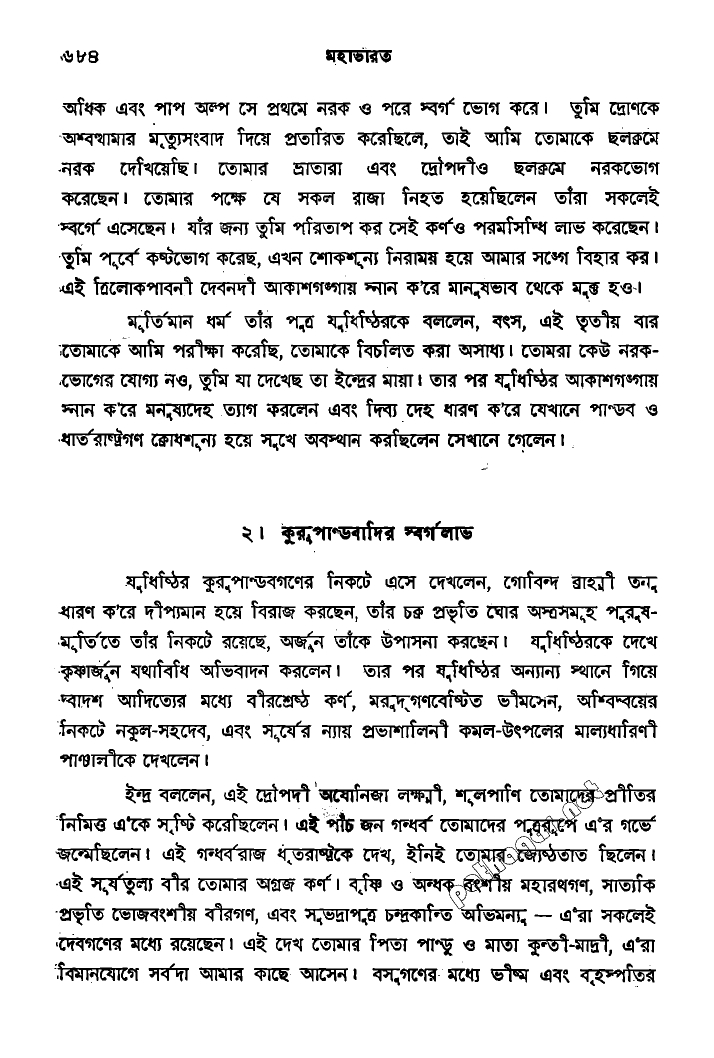 ৬৮৪ মহাভারত
অধিক এবং পাপ অল্প সে প্রথমে নরক ও পরে স্বর্গ ভোগ করে। তুমি দ্রোণকে
অশ্বত্থামার মৃত্যুসংবাদ দিয়ে প্রতারিত করেছিলে, তাই আমি তোমাকে ছলক্রমে
নরক দেখিয়েছি। তোমার ভ্রাতারা এবং দ্রৌপদীও ছলক্রমে নরকভোগ
করেছেন। তোমার পক্ষে যে সকল রাজা নিহত হয়েছিলেন তাঁরা সকলেই
স্বর্গে এসেছেন। যাঁর জন্য তুমি পরিতাপ কর সেই কর্ণও পরমসিদ্ধি লাভ করেছেন।
তুমি পূর্বে কষ্টভোগ করেছ, এখন শোকশূন্য নিরাময় হয়ে আমার সঙ্গে বিহার কর।
এই ত্রিলোকপাবনী দেবনদী আকাশগঙ্গায় স্নান ক'রে মানুষভাব থেকে মুক্ত হও।
মূর্তিমান ধর্ম তাঁর পুত্র যুধিষ্ঠিরকে বললেন, বৎস, এই তৃতীয় বার
তোমাকে আমি পরীক্ষা করেছি, তোমাকে বিচলিত করা অসাধ্য। তোমরা কেউ নরক-
ভোগের যোগ্য নও, তুমি যা দেখেছ তা ইন্দ্রের মায়া। তার পর যুধিষ্ঠির আকাশগঙ্গায়
স্নান ক'রে মনুষ্যদেহ ত্যাগ করলেন এবং দিব্য দেহ ধারণ ক'রে যেখানে পাণ্ডব ও
ধার্তরাষ্ট্রগণ ক্রোধশূন্য হয়ে সুখে অবস্থান করছিলেন সেখানে গেলেন।
২। কুরুপাণ্ডবাদির স্বর্গলাভ
যুধিষ্ঠির কুরুপাণ্ডবগণের নিকটে এসে দেখলেন, গোবিন্দ ব্রাহ্মী তনু
ধারণ ক'রে দীপ্যমান হয়ে বিরাজ করছেন, তাঁর চক্র প্রভৃতি ঘোর অস্ত্রসমূহ পুরুষ-
মূর্তিতে তাঁর নিকটে রয়েছে, অর্জুন তাঁকে উপাসনা করছেন। যুধিষ্ঠিরকে দেখে
কৃষ্ণার্জুন যথাবিধি অভিবাদন করলেন। তার পর যুধিষ্ঠির অন্যান্য স্থানে গিয়ে
দ্বাদশ আদিত্যের মধ্যে বীরশ্রেষ্ঠ কর্ণ, মরুদ্‌গণবেষ্টিত ভীমসেন, অশ্বিদ্বয়ের
নিকটে নকুল-সহদেব, এবং সূর্যের ন্যায় প্রভাশালিনী কমল-উৎপলের মাল্যধারিণী
পাঞ্চালীকে দেখলেন।
ইন্দ্র বললেন, এই দ্রৌপদী অযোনিজা লক্ষ্মী, শূলপাণি তোমাদের প্রীতির
নিমিত্ত এ'কে সৃষ্টি করেছিলেন। এই পাঁচ জন গন্ধর্ব তোমাদের পুত্ররূপে এ'র গর্ভে
জন্মেছিলেন। এই গন্ধর্বরাজ ধৃতরাষ্ট্রকে দেখ, ইনিই তোমার জ্যেষ্ঠতাত ছিলেন।
এই সূর্যতুল্য বীর তোমার অগ্রজ কর্ণ। বৃষ্ণি ও অন্ধক বংশীয় মহারথগণ, সাত্যকি
প্রভৃতি ভোজবংশীয় বীরগণ, এবং সুভদ্রাপুত্র চন্দ্রকান্তি অভিমন্যু — এ'রা সকলেই
দেবগণের মধ্যে রয়েছেন। এই দেখ তোমার পিতা পাণ্ডু ও মাতা কুন্তী-মাদ্রী, এ'রা
বিমানযোগে সর্বদা আমার কাছে আসেন। বসুগণের মধ্যে ভীষ্ম এবং বৃহস্পতির